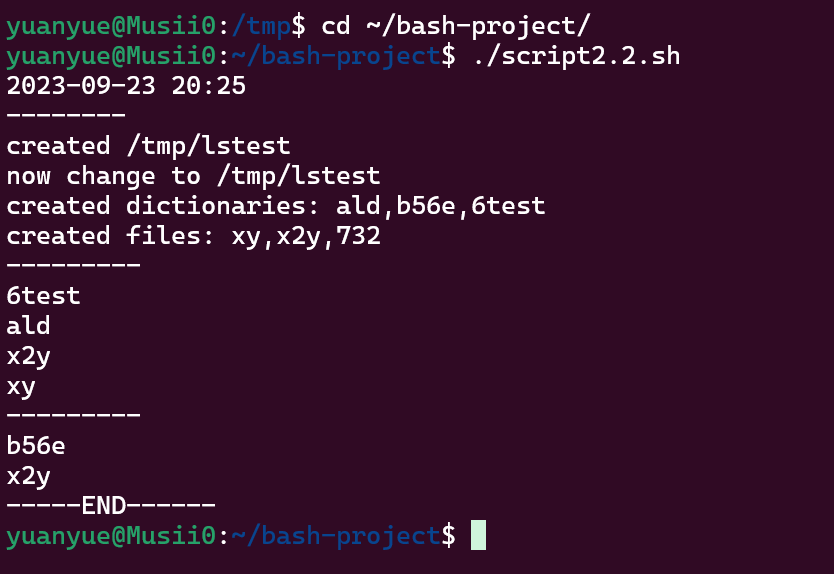 yuanyue@Musii0:/tmp$ cd ~/bash-project/
yuanyue@Musii0:~/bash-project$ ./script2.2.sh
2023-09-23 20:25
--------
created /tmp/lstest
now change to /tmp/lstest
created dictionaries: ald,b56e,6test
created files: xy,x2y,732
---------
6test
ald
x2y
xy
---------
b56e
x2y
-----END------
yuanyue@Musii0:~/bash-project$